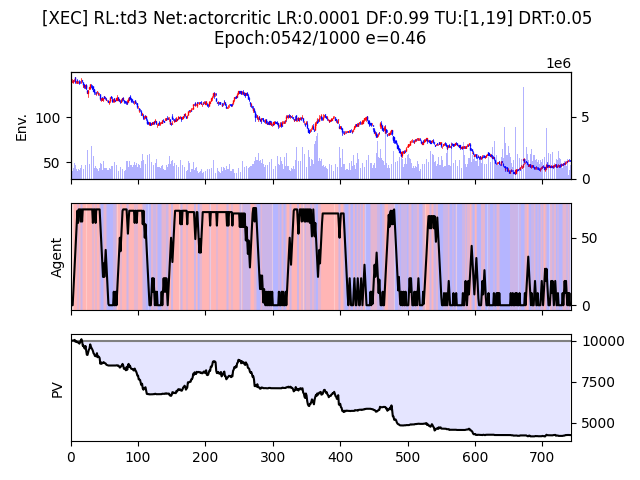 [XEC] RL:td3 Net:actorcritic LR:0.0001 DF:0.99 TU:[1,19] DRT:0.05
Epoch:0542/1000 e=0.46
1e6
Env.
100
50
5
0
Agent
50
0
PV
10000
7500
5000
0 100 200 300 400 500 600 700